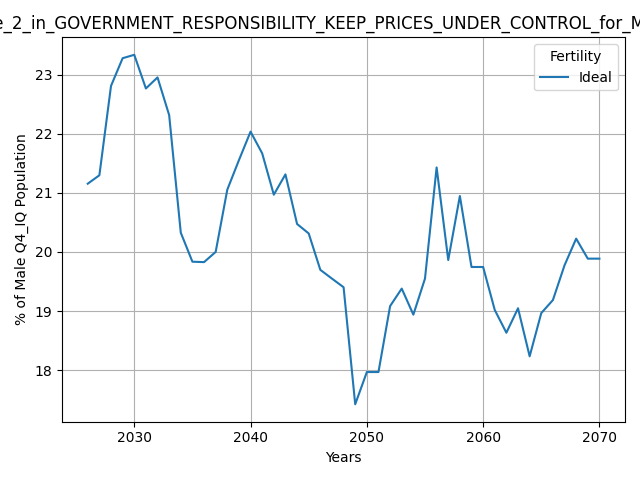 e_2_in_GOVERNMENT_RESPONSIBILITY_KEEP_PRICES_UNDER_CONTROL_for_M
Fertility
Ideal
% of Male Q4_IQ Population
23
22
21
20
19
18
2030 2040 2050 2060 2070
Years